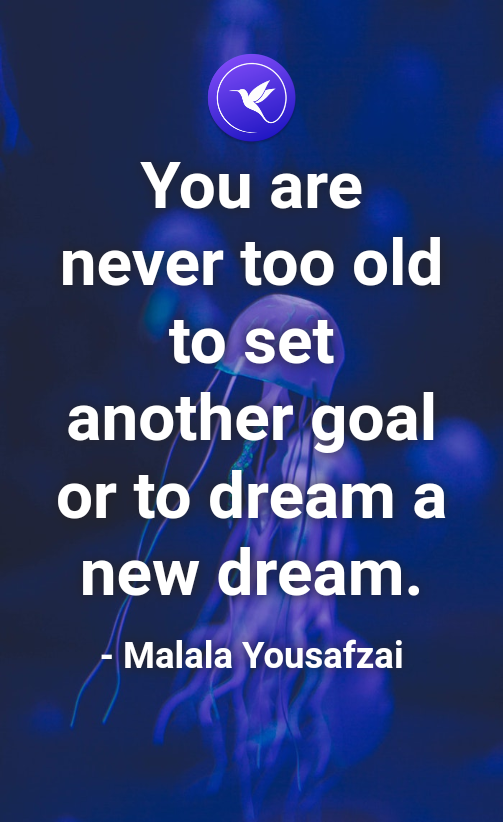 You are
never too old
to set
another goal
or to dream a
new dream.
- Malala Yousafzai